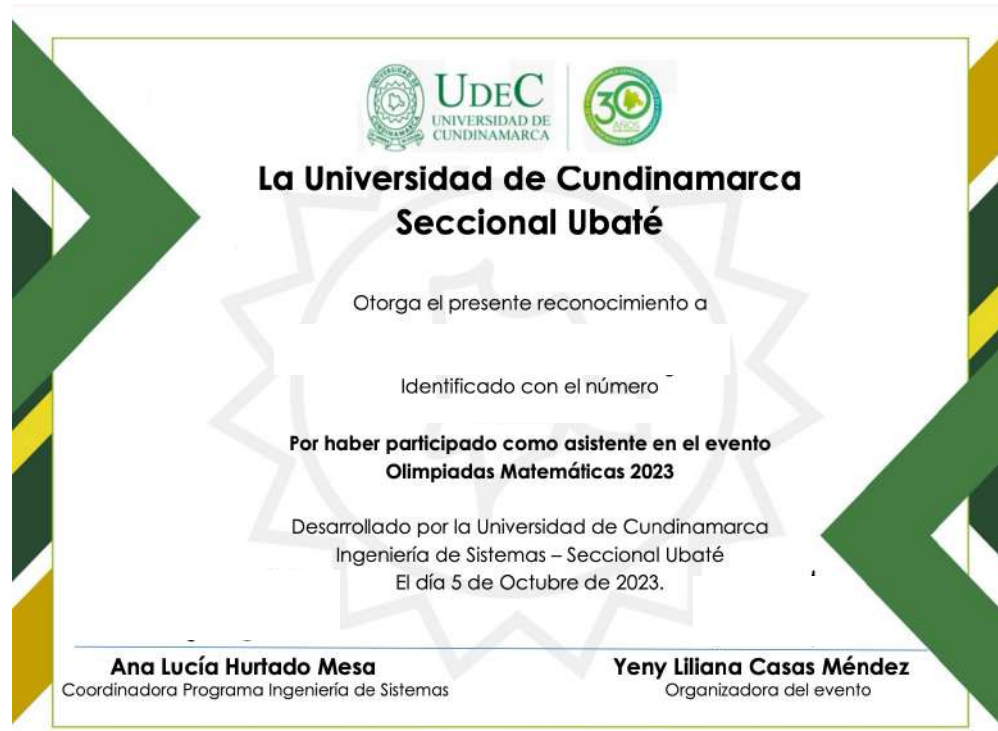 UDEC
UNIVERSIDAD DE
CUNDINAMARCA
30
AÑOS
La Universidad de Cundinamarca
Seccional Ubaté
Otorga el presente reconocimiento a
Identificado con el número
Por haber participado como asistente en el evento
Olimpiadas Matemáticas 2023
Desarrollado por la Universidad de Cundinamarca
Ingeniería de Sistemas – Seccional Ubaté
El día 5 de Octubre de 2023.
Ana Lucía Hurtado Mesa
Coordinadora Programa Ingeniería de Sistemas
Yeny Liliana Casas Méndez
Organizadora del evento